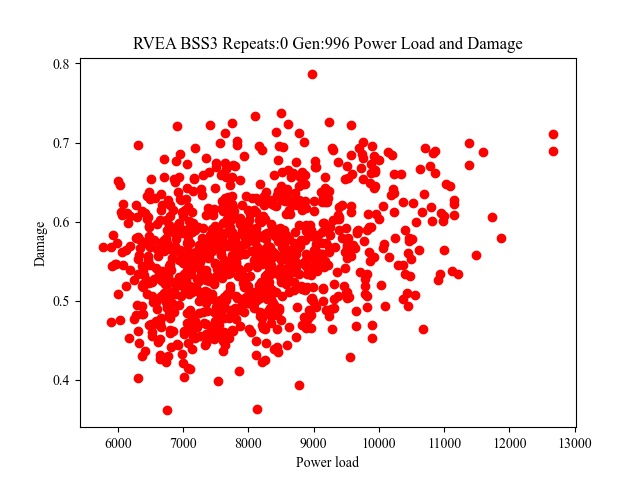 RVEA BSS3 Repeats:0 Gen:996 Power Load and Damage
0.8
0.7
0.6
0.5
0.4
Damage
6000 7000 8000 9000 10000 11000 12000 13000
Power load